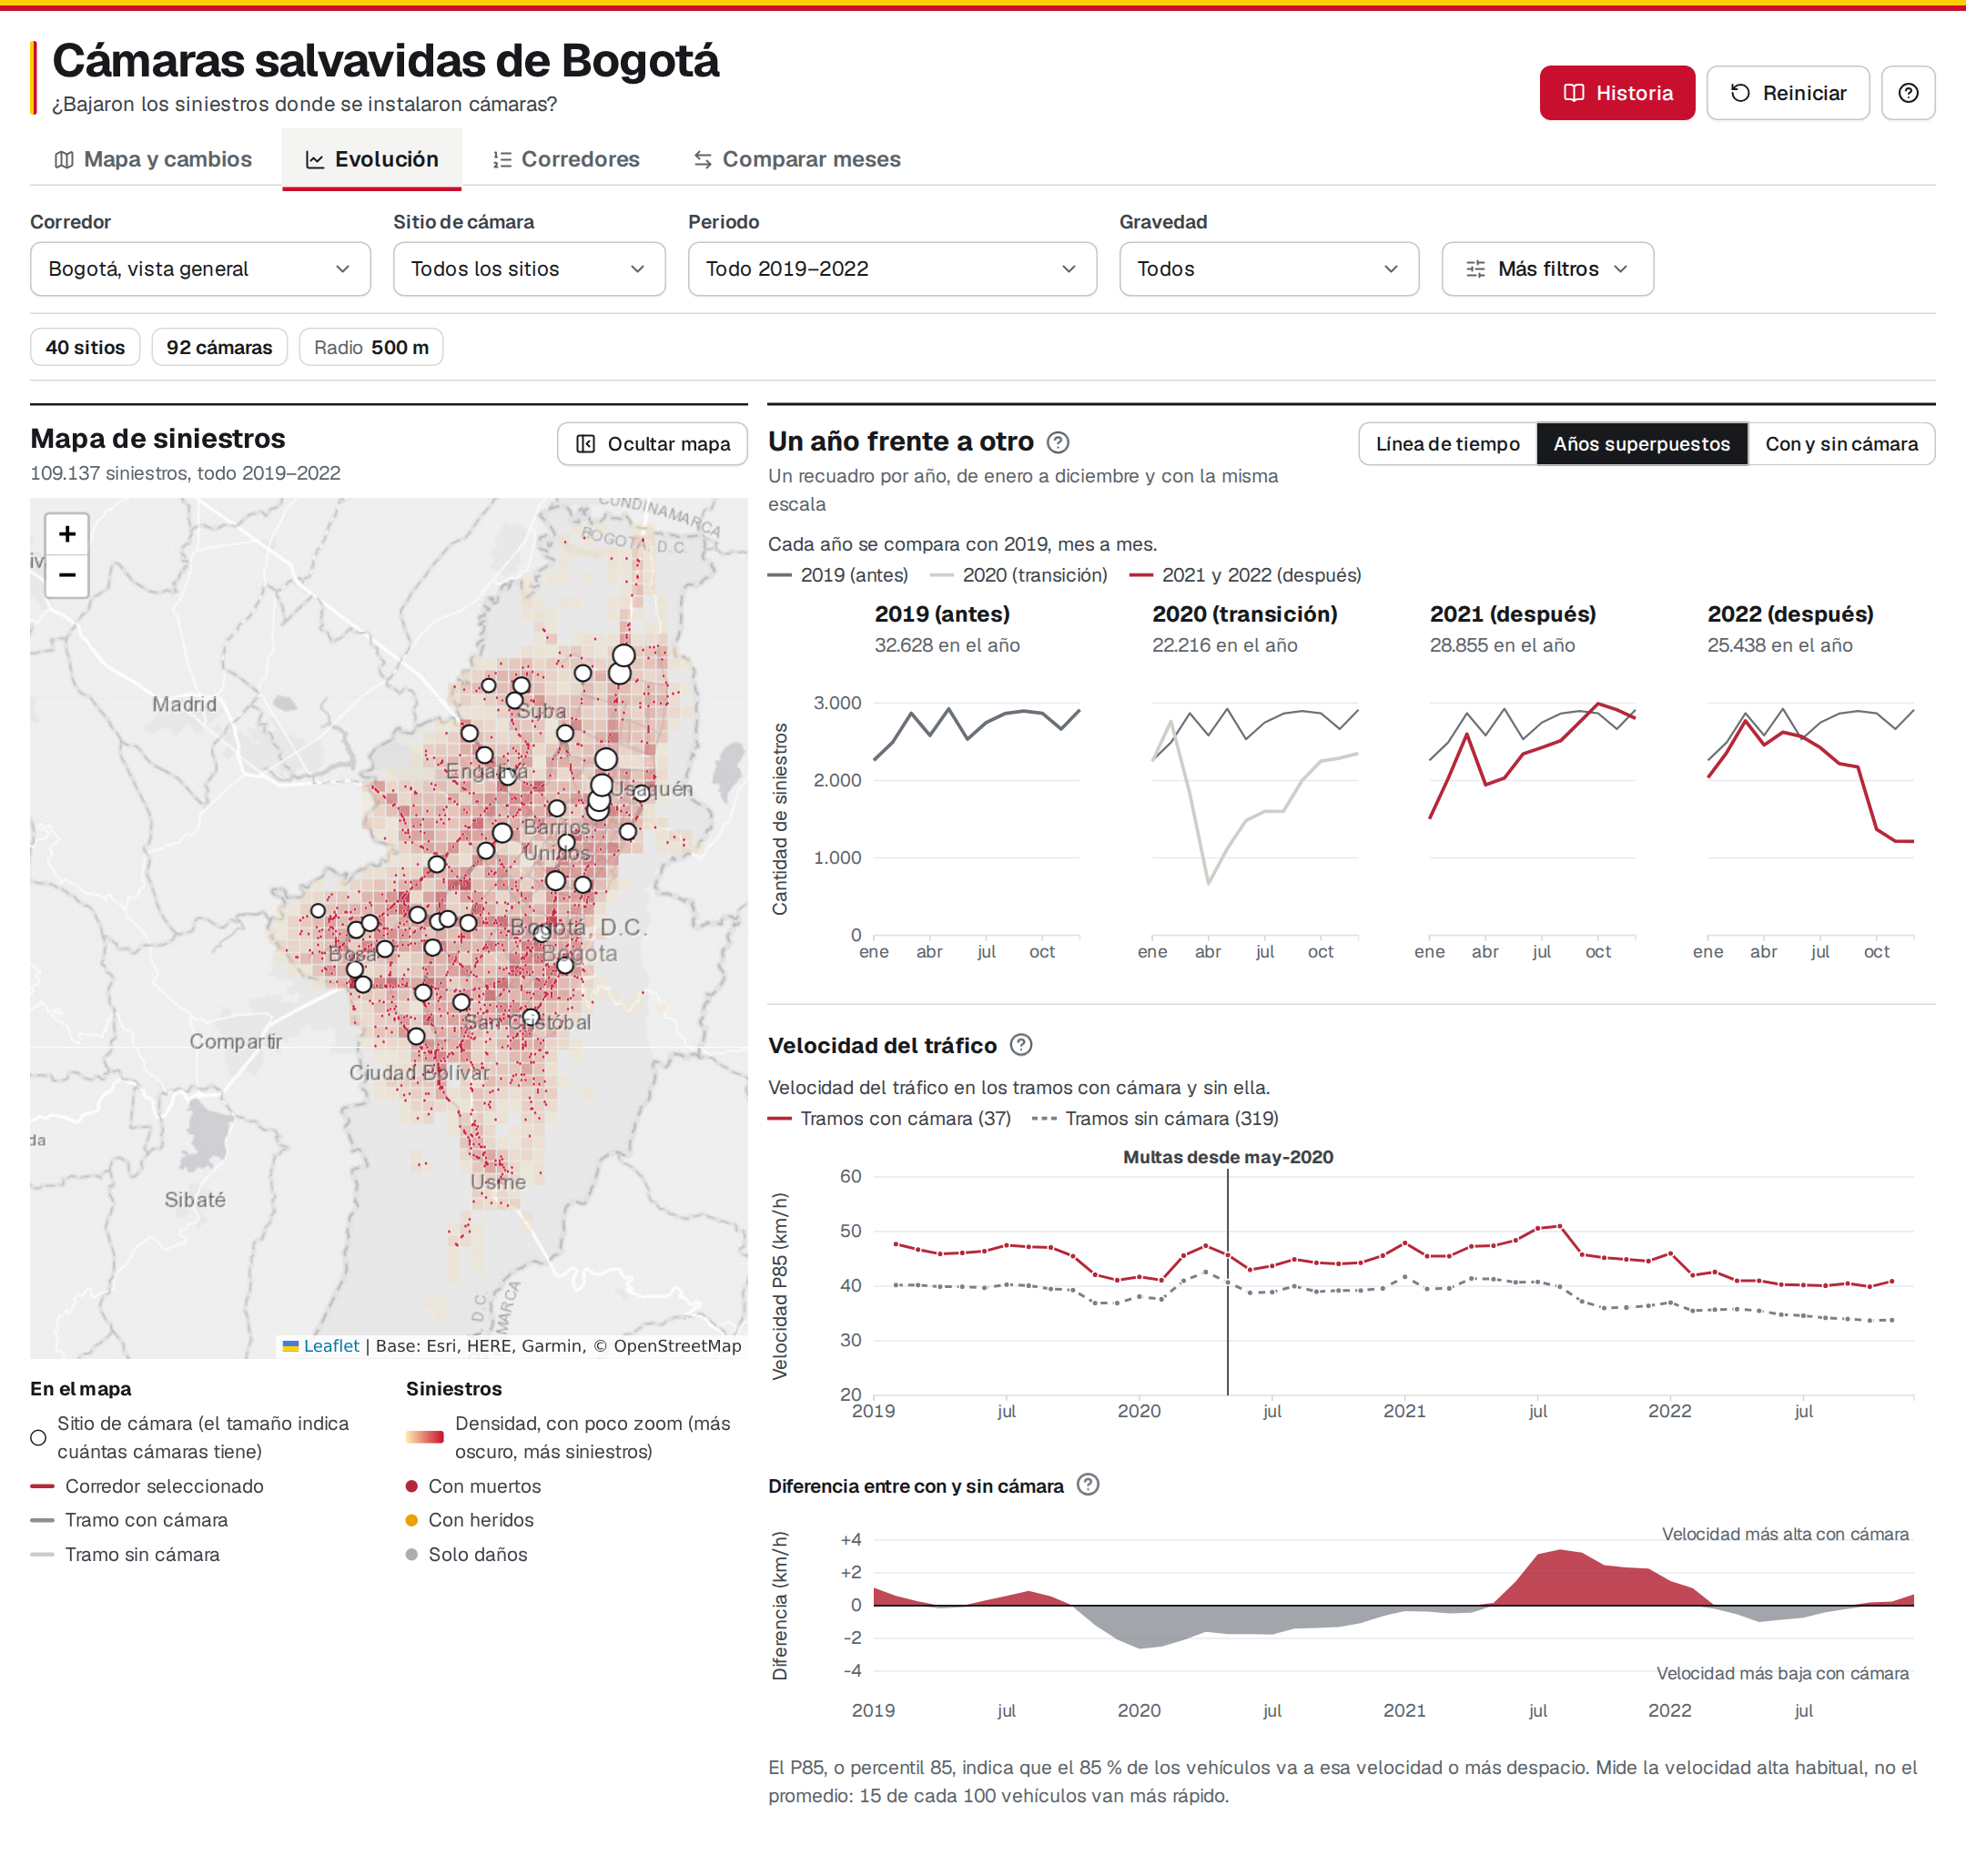 Cámaras salvavidas de Bogotá
¿Bajaron los siniestros donde se instalaron cámaras?
Historia
Reiniciar
Mapa y cambios
Evolución
Corredores
Comparar meses
Corredor
Sitio de cámara
Periodo
Gravedad
Bogotá, vista general
Todos los sitios
Todo 2019–2022
Todos
Más filtros
40 sitios
92 cámaras
Radio 500 m
Mapa de siniestros
Ocultar mapa
109.137 siniestros, todo 2019–2022
+
−
CUNDINAMARCA
BOGOTÁ, D.C.
Madrid
Suba
Engativá
Usaquén
Barrios
Unidos
Bogotá, D.C.
Bogota
Bosa
San Cristóbal
Compartir
Ciudad Bolívar
da
Usme
Sibaté
D.C.
MARCA
Leaflet | Base: Esri, HERE, Garmin, © OpenStreetMap
En el mapa
Sitio de cámara (el tamaño indica
cuántas cámaras tiene)
Corredor seleccionado
Tramo con cámara
Tramo sin cámara
Siniestros
Densidad, con poco zoom (más
oscuro, más siniestros)
Con muertos
Con heridos
Solo daños
Un año frente a otro
Un recuadro por año, de enero a diciembre y con la misma
escala
Línea de tiempo
Años superpuestos
Con y sin cámara
Cada año se compara con 2019, mes a mes.
2019 (antes)
2020 (transición)
2021 y 2022 (después)
2019 (antes)
32.628 en el año
2020 (transición)
22.216 en el año
2021 (después)
28.855 en el año
2022 (después)
25.438 en el año
Cantidad de siniestros
3.000
2.000
1.000
0
ene abr jul oct
ene abr jul oct
ene abr jul oct
ene abr jul oct
Velocidad del tráfico
Velocidad del tráfico en los tramos con cámara y sin ella.
Tramos con cámara (37)
Tramos sin cámara (319)
Multas desde may-2020
Velocidad P85 (km/h)
60
50
40
30
20
2019 jul 2020 jul 2021 jul 2022 jul
Diferencia entre con y sin cámara
Diferencia (km/h)
+4
+2
0
-2
-4
Velocidad más alta con cámara
Velocidad más baja con cámara
2019 jul 2020 jul 2021 jul 2022 jul
El P85, o percentil 85, indica que el 85 % de los vehículos va a esa velocidad o más despacio. Mide la velocidad alta habitual, no el
promedio: 15 de cada 100 vehículos van más rápido.